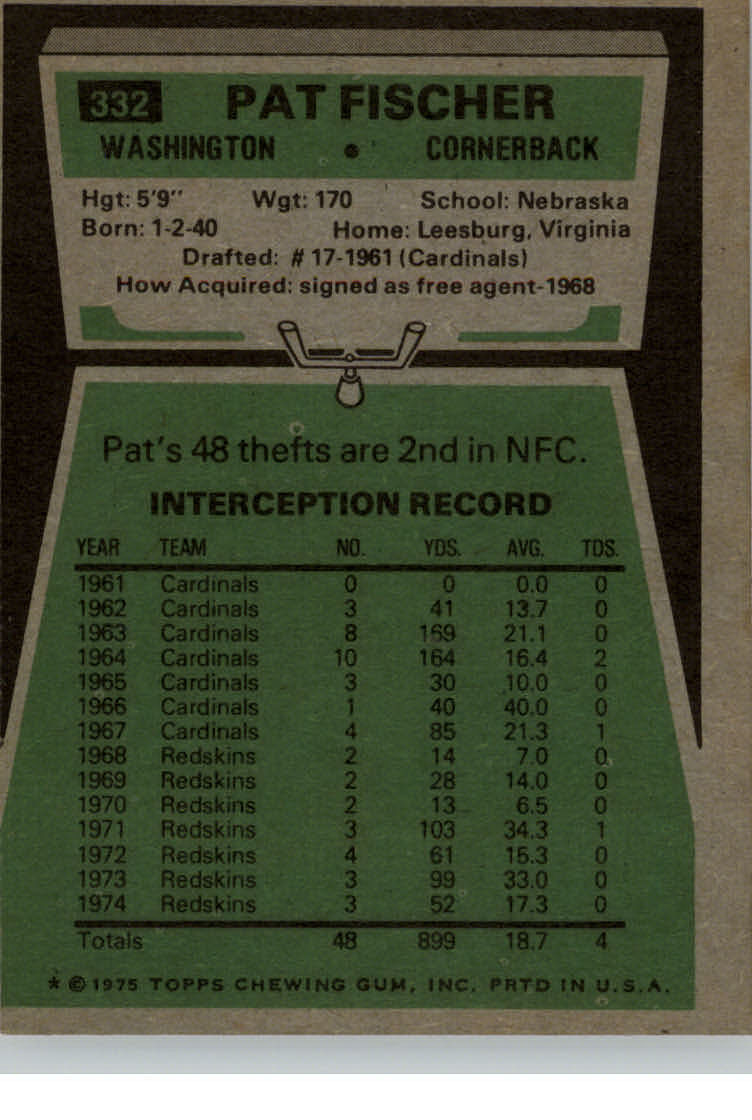 332 PAT FISCHER
WASHINGTON • CORNERBACK
Hgt: 5'9" Wgt: 170 School: Nebraska
Born: 1-2-40 Home: Leesburg, Virginia
Drafted: # 17-1961 (Cardinals)
How Acquired: signed as free agent-1968
Pat's 48 thefts are 2nd in NFC.
INTERCEPTION RECORD
YEAR TEAM NO. YDS. AVG. TDS.
1961 Cardinals 0 0 0.0 0
1962 Cardinals 3 41 13.7 0
1963 Cardinals 8 169 21.1 0
1964 Cardinals 10 164 16.4 2
1965 Cardinals 3 30 10.0 0
1966 Cardinals 1 40 40.0 0
1967 Cardinals 4 85 21.3 1
1968 Redskins 2 14 7.0 0
1969 Redskins 2 28 14.0 0
1970 Redskins 2 13 6.5 0
1971 Redskins 3 103 34.3 1
1972 Redskins 4 61 15.3 0
1973 Redskins 3 99 33.0 0
1974 Redskins 3 52 17.3 0
Totals 48 899 18.7 4
* © 1975 TOPPS CHEWING GUM, INC. PRTD IN U.S.A.